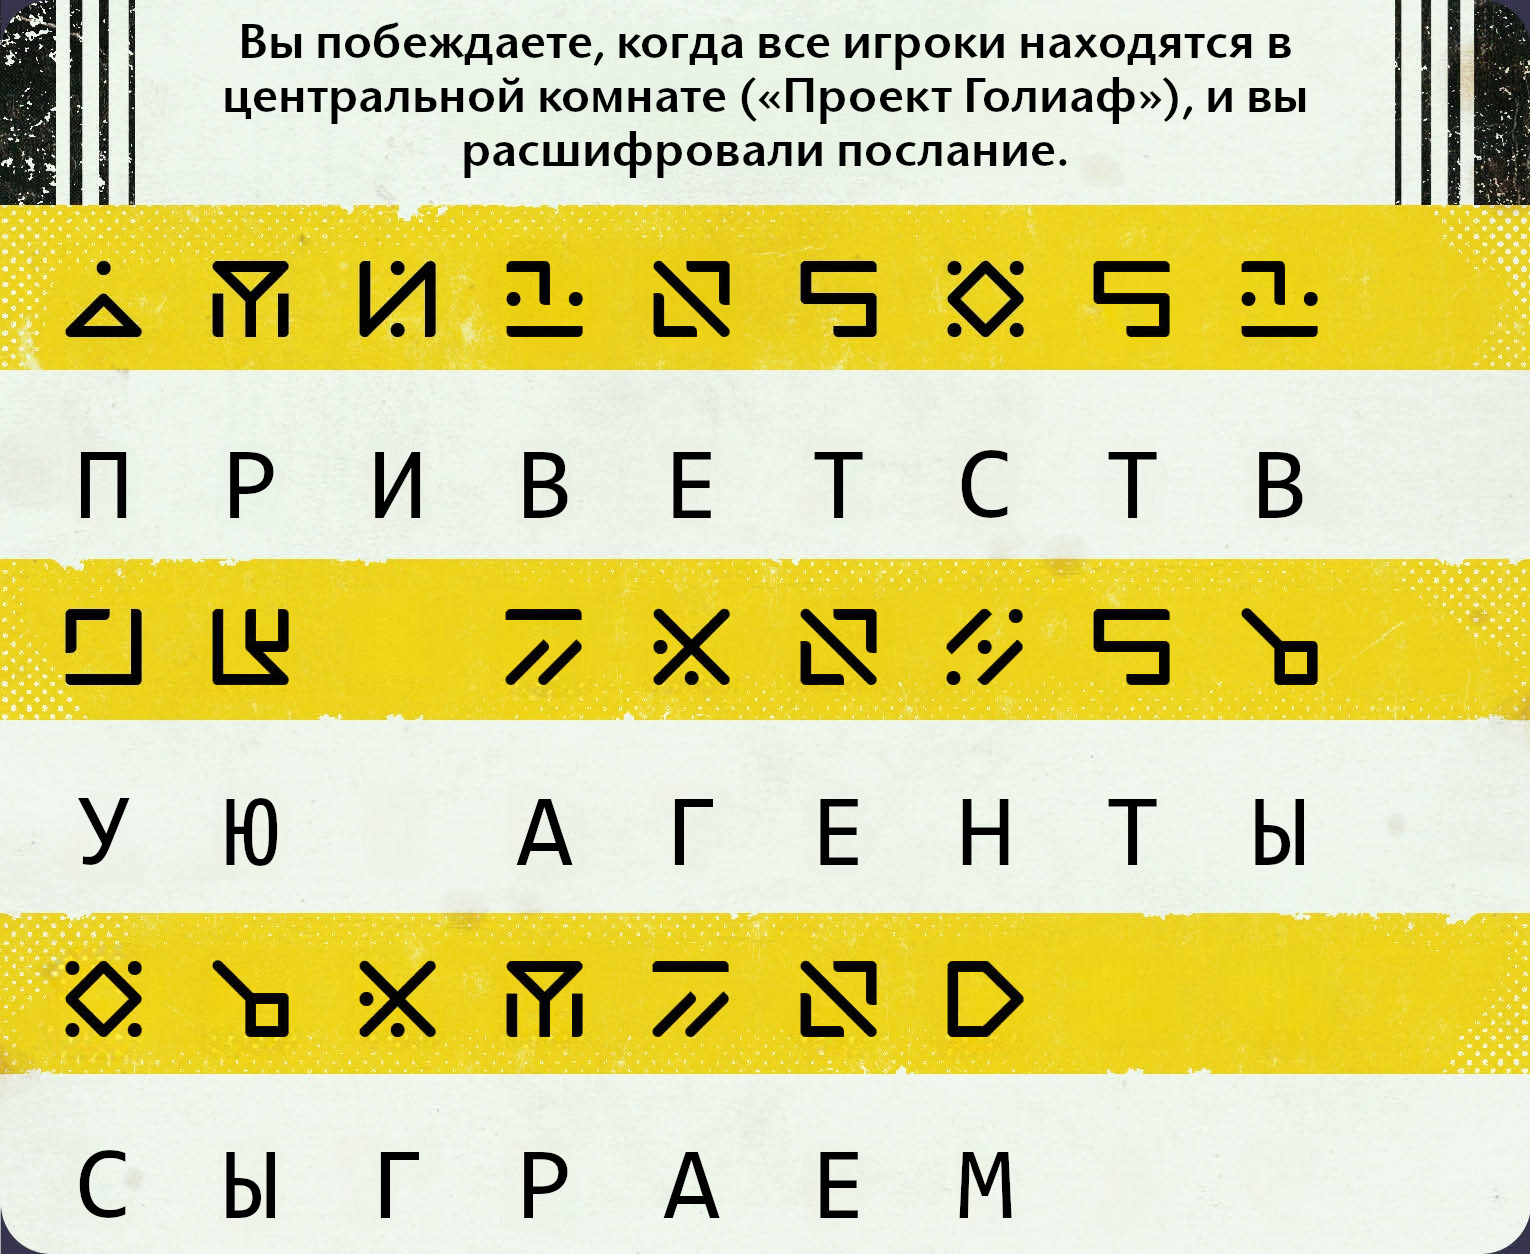 Вы побеждаете, когда все игроки находятся в
центральной комнате («Проект Голиаф»), и вы
расшифровали послание.
П Р И В Е Т С Т В
У Ю А Г Е Н Т Ы
С Ы Г Р А Е М